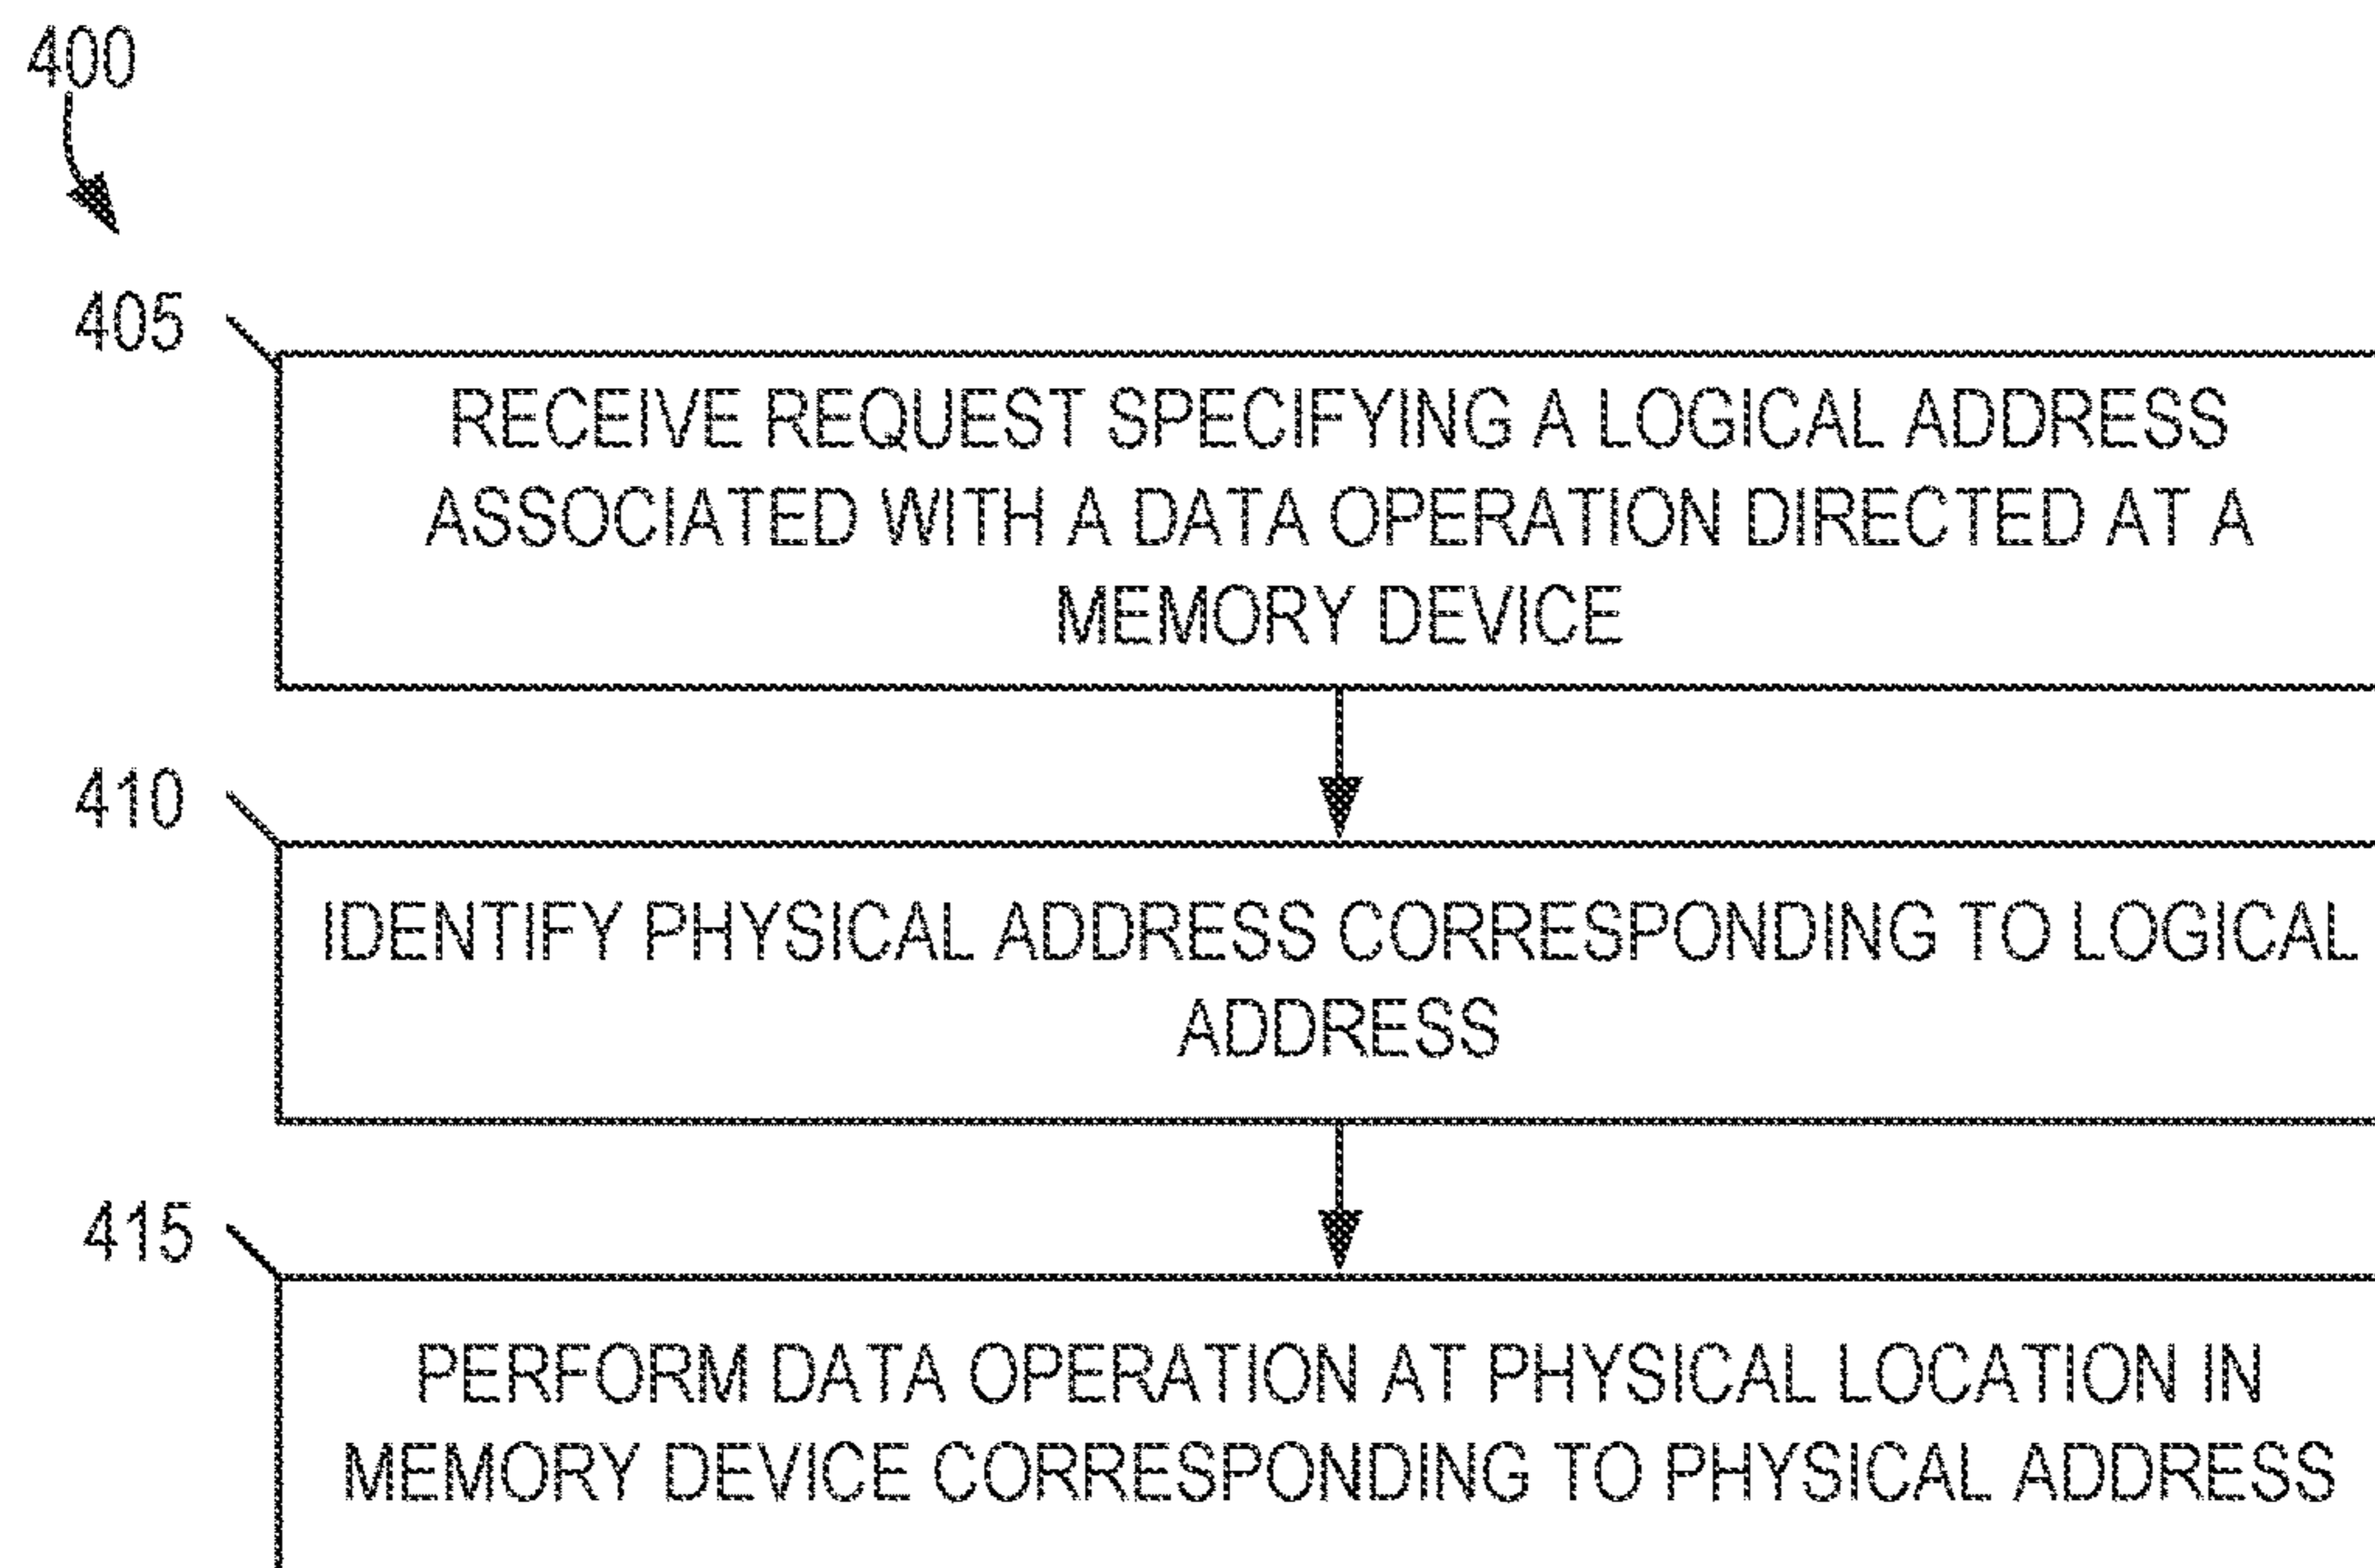 400
405
RECEIVE REQUEST SPECIFYING A LOGICAL ADDRESS
ASSOCIATED WITH A DATA OPERATION DIRECTED AT A
MEMORY DEVICE
410
IDENTIFY PHYSICAL ADDRESS CORRESPONDING TO LOGICAL
ADDRESS
415
PERFORM DATA OPERATION AT PHYSICAL LOCATION IN
MEMORY DEVICE CORRESPONDING TO PHYSICAL ADDRESS